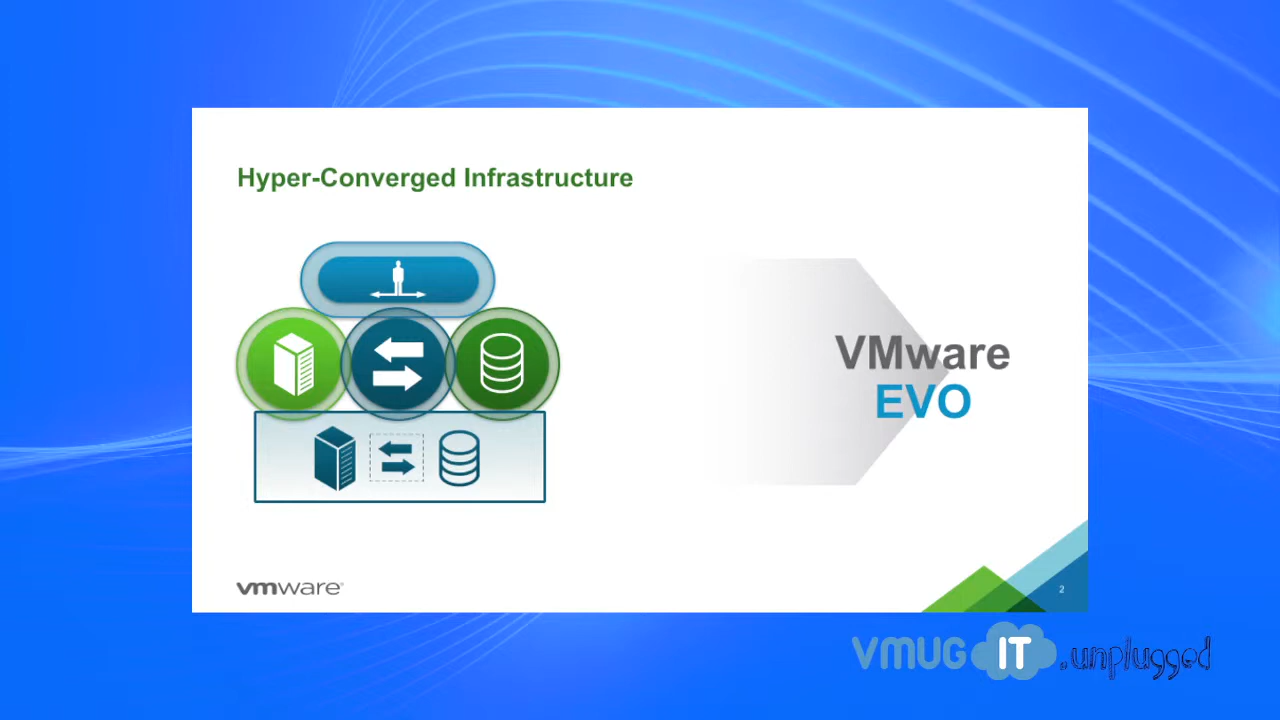 Hyper-Converged Infrastructure
VMware
EVO
vmware®
2
VMUG IT .unplugged